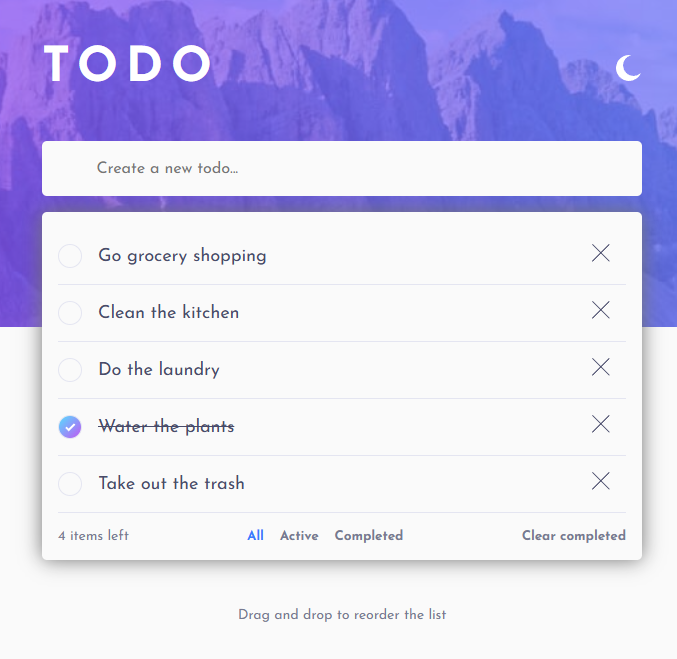 TODO
Create a new todo...
Go grocery shopping
Clean the kitchen
Do the laundry
Water the plants
Take out the trash
4 items left All Active Completed Clear completed
Drag and drop to reorder the list